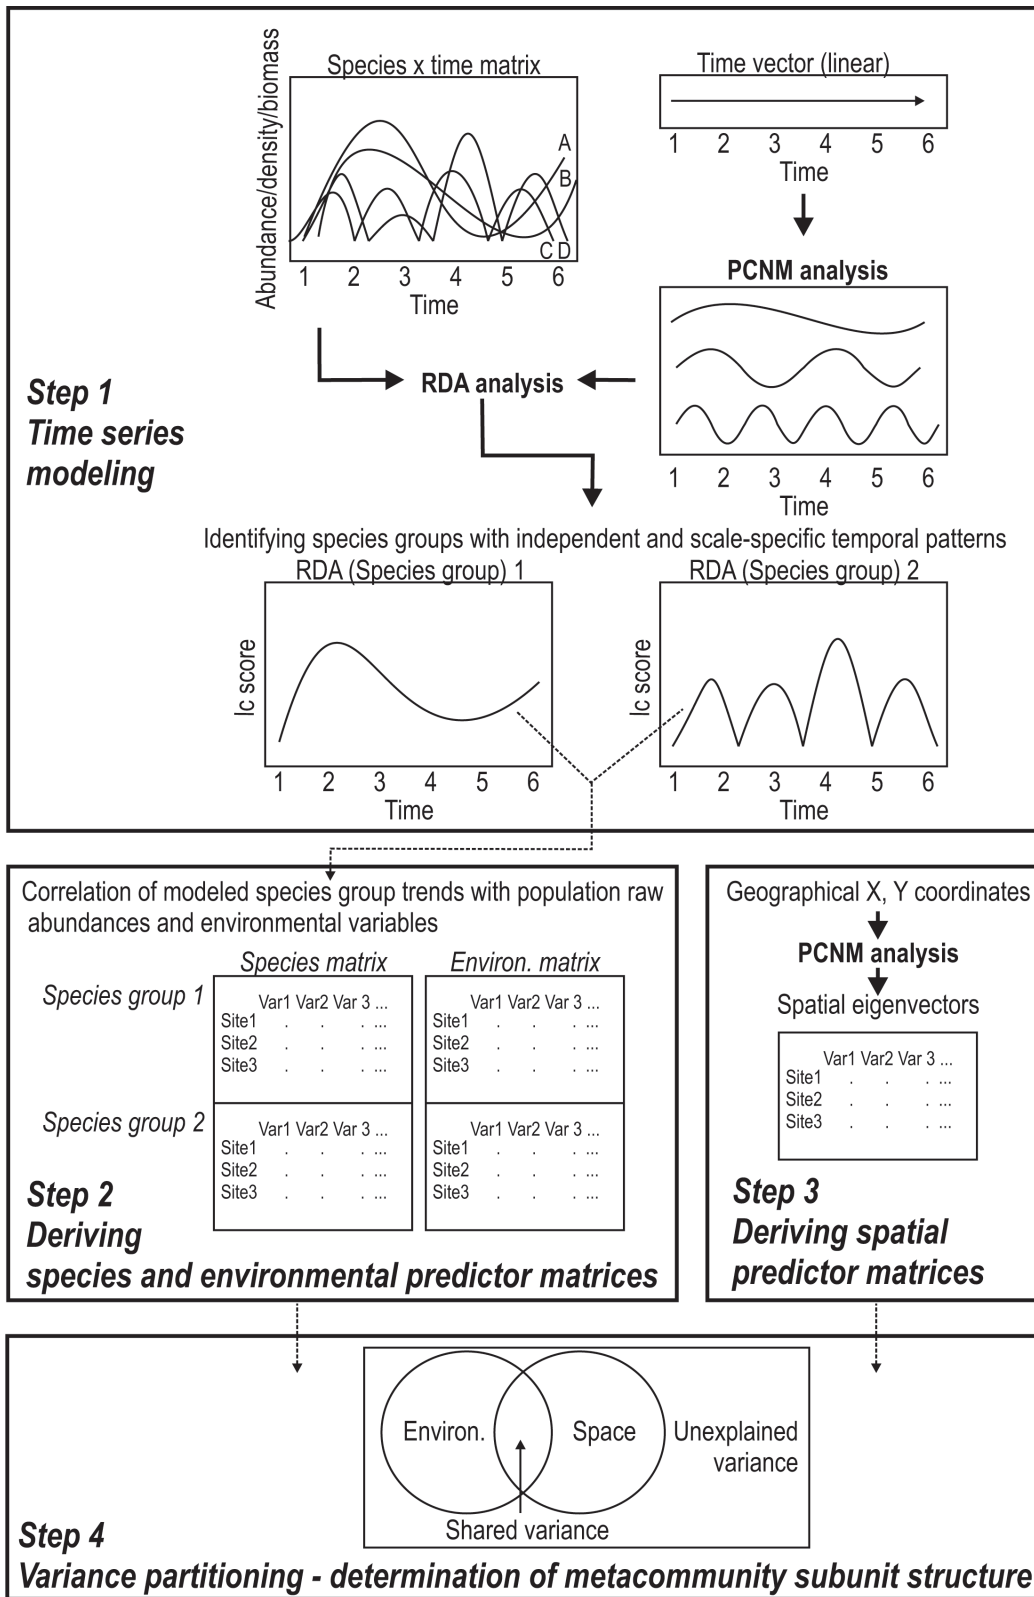 Species x time matrix
Abundance/density/biomass
A
B
C D
1 2 3 4 5 6
Time
Time vector (linear)
1 2 3 4 5 6
Time
PCNM analysis
1 2 3 4 5 6
Time
RDA analysis
Step 1
Time series
modeling
Identifying species groups with independent and scale-specific temporal patterns
RDA (Species group) 1
lc score
1 2 3 4 5 6
Time
RDA (Species group) 2
lc score
1 2 3 4 5 6
Time
Correlation of modeled species group trends with population raw
abundances and environmental variables
Species matrix
Environ. matrix
Species group 1
Var1 Var2 Var 3 ...
Site1 . . . ...
Site2 . . . ...
Site3 . . . ...
Var1 Var2 Var 3 ...
Site1 . . . ...
Site2 . . . ...
Site3 . . . ...
Species group 2
Var1 Var2 Var 3 ...
Site1 . . . ...
Site2 . . . ...
Site3 . . . ...
Var1 Var2 Var 3 ...
Site1 . . . ...
Site2 . . . ...
Site3 . . . ...
Step 2
Deriving
species and environmental predictor matrices
Geographical X, Y coordinates
PCNM analysis
Spatial eigenvectors
Var1 Var2 Var 3 ...
Site1 . . . ...
Site2 . . . ...
Site3 . . . ...
Step 3
Deriving spatial
predictor matrices
Environ.
Space
Unexplained
variance
Shared variance
Step 4
Variance partitioning - determination of metacommunity subunit structure